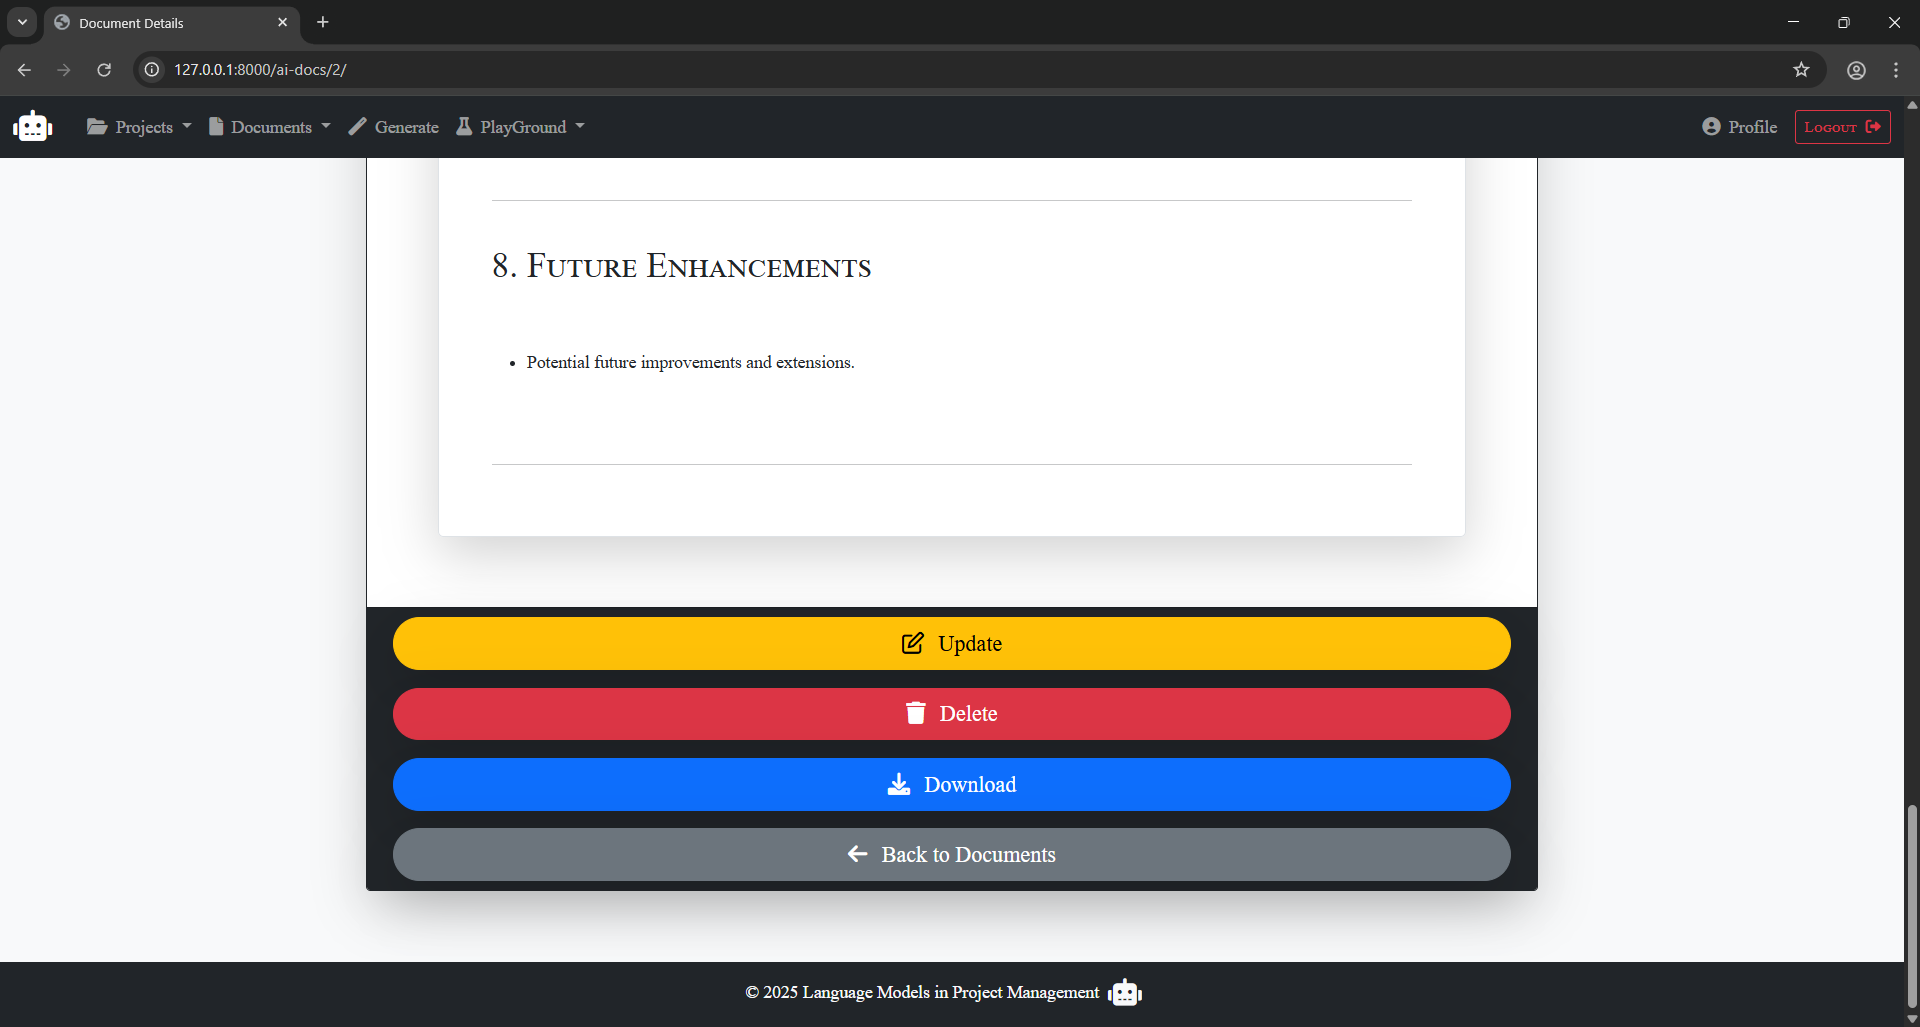 Document Details
127.0.0.1:8000/ai-docs/2/
Projects Documents Generate PlayGround Profile Logout
8. Future Enhancements
• Potential future improvements and extensions.
Update
Delete
Download
Back to Documents
© 2025 Language Models in Project Management